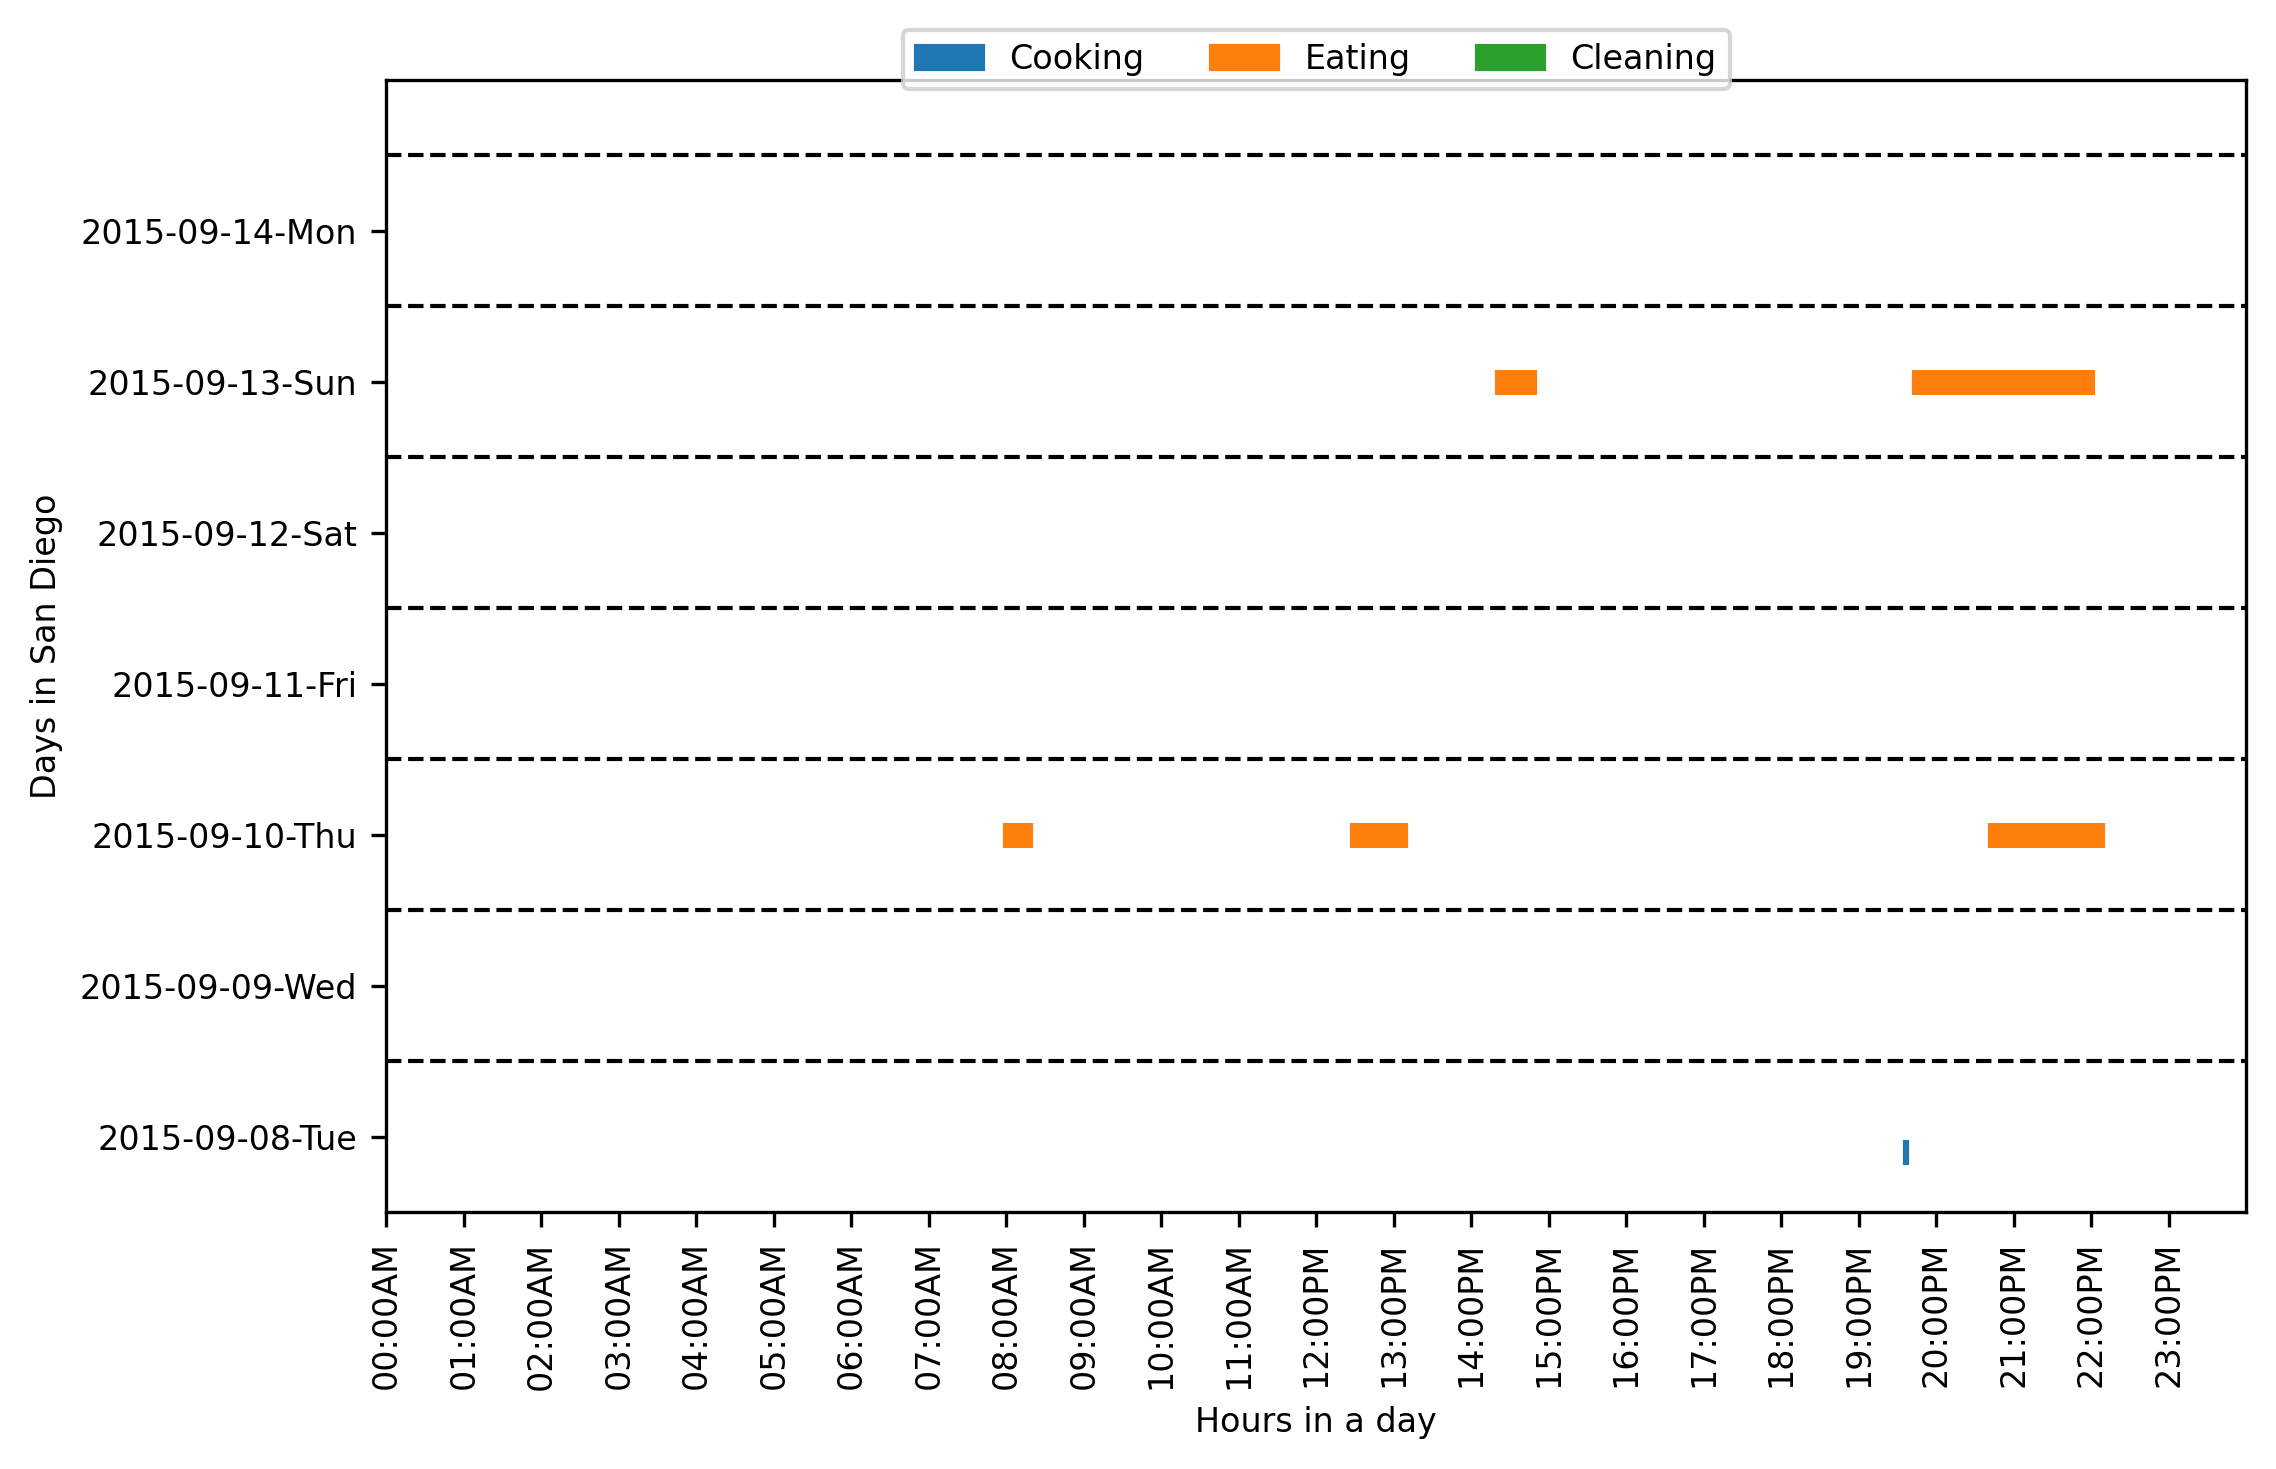 Cooking Eating Cleaning
2015-09-14-Mon
2015-09-13-Sun
2015-09-12-Sat
2015-09-11-Fri
2015-09-10-Thu
2015-09-09-Wed
2015-09-08-Tue
Days in San Diego
00:00AM
01:00AM
02:00AM
03:00AM
04:00AM
05:00AM
06:00AM
07:00AM
08:00AM
09:00AM
10:00AM
11:00AM
12:00PM
13:00PM
14:00PM
15:00PM
16:00PM
17:00PM
18:00PM
19:00PM
20:00PM
21:00PM
22:00PM
23:00PM
Hours in a day